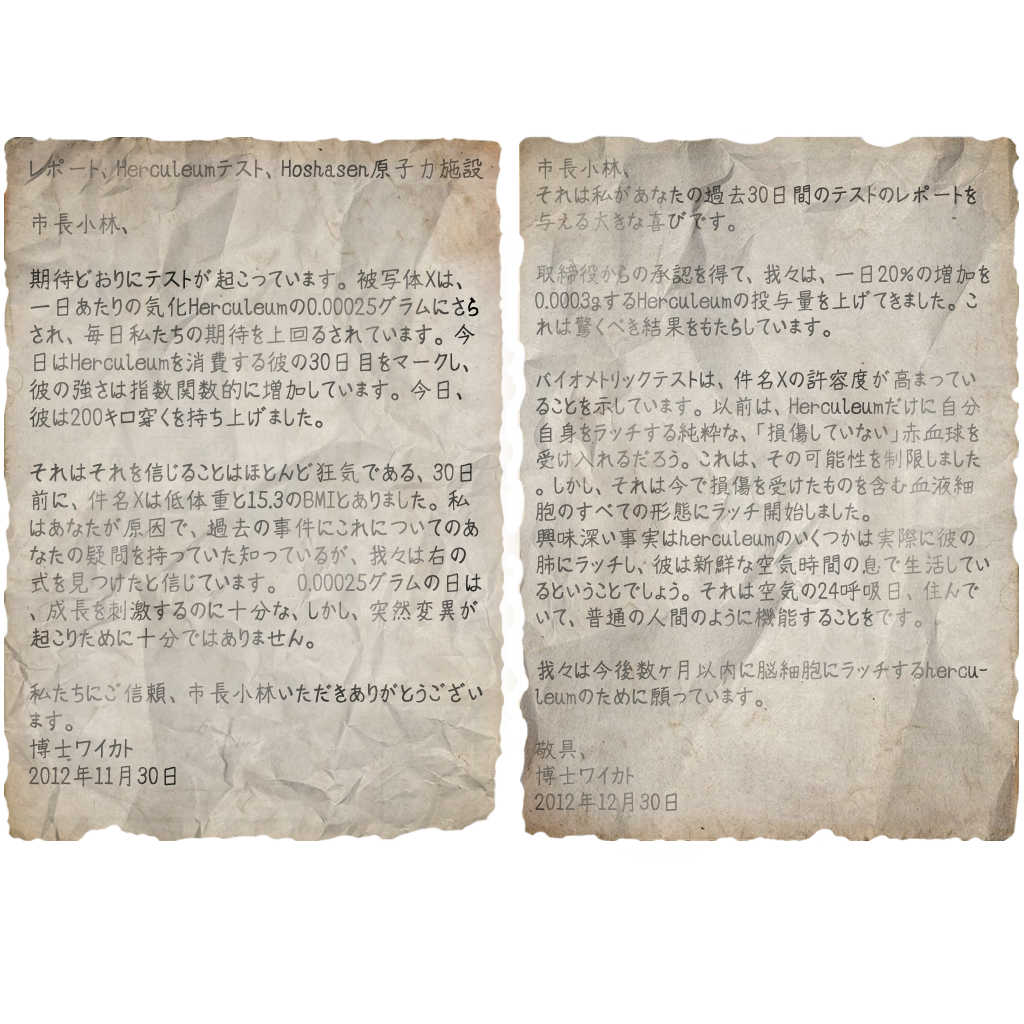 レポート、Herculeumテスト、Hoshasen原子力施設
市長小林、
期待どおりにテストが起こっています。被写体Xは、
一日あたりの気化Herculeumの0.00025グラムにさら
され、毎日私たちの期待を上回るされています。今
日はHerculeumを消費する彼の30日目をマークし、
彼の強さは指数関数的に増加しています。今日、
彼は200キロ穿くを持ち上げました。
それはそれを信じることはほとんど狂気である、30日
前に、件名Xは低体重と15.3のBMIとありました。私
はあなたが原因で、過去の事件にこれについてのあ
なたの疑問を持っていた知っているが、我々は右の
式を見つけたと信じています。 0.00025グラムの日は
、成長を刺激するのに十分な、しかし、突然変異が
起こりために十分ではありません。
私たちにご信頼、市長小林いただきありがとうござい
ます。
博士ワイカト
2012年11月30日
市長小林、
それは私があなたの過去30日間のテストのレポートを
与える大きな喜びです。
取締役からの承認を得て、我々は、一日20%の増加を
0.0003gするHerculeumの投与量を上げてきました。こ
れは驚くべき結果をもたらしています。
バイオメトリックテストは、件名Xの許容度が高まってい
ることを示しています。以前は、Herculeumだけに自分
自身をラッチする純粋な、「損傷していない」赤血球を
受け入れるだろう。これは、その可能性を制限しました
。しかし、それは今で損傷を受けたものを含む血液細
胞のすべての形態にラッチ開始しました。
興味深い事実はherculeumのいくつかは実際に彼の
肺にラッチし、彼は新鮮な空気時間の息で生活してい
るということでしょう。それは空気の24呼吸日、住んで
いて、普通の人間のように機能することをです。
我々は今後数ヶ月以内に脳細胞にラッチするhercu-
leumのために願っています。
敬具、
博士ワイカト
2012年12月30日